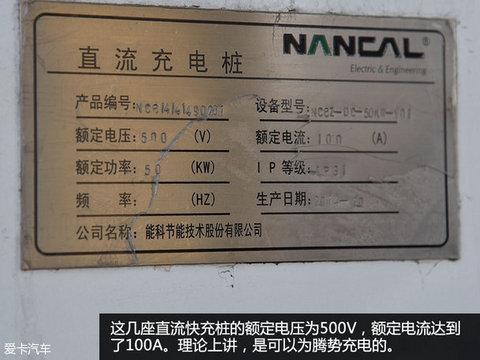 NANCAL®
Electric & Engineering
直流充电桩
产品编号: 设备型号: NCBZ-DC-50KW-V01
额定电压: 500 (V) 额定电流: 100 (A)
额定功率: 50 (KW) IP等级: IP31
频率: (HZ) 生产日期:
公司名称: 能科节能技术股份有限公司
这几座直流快充桩的额定电压为500V，额定电流达到
了100A。理论上讲，是可以为腾势充电的。
爱卡汽车